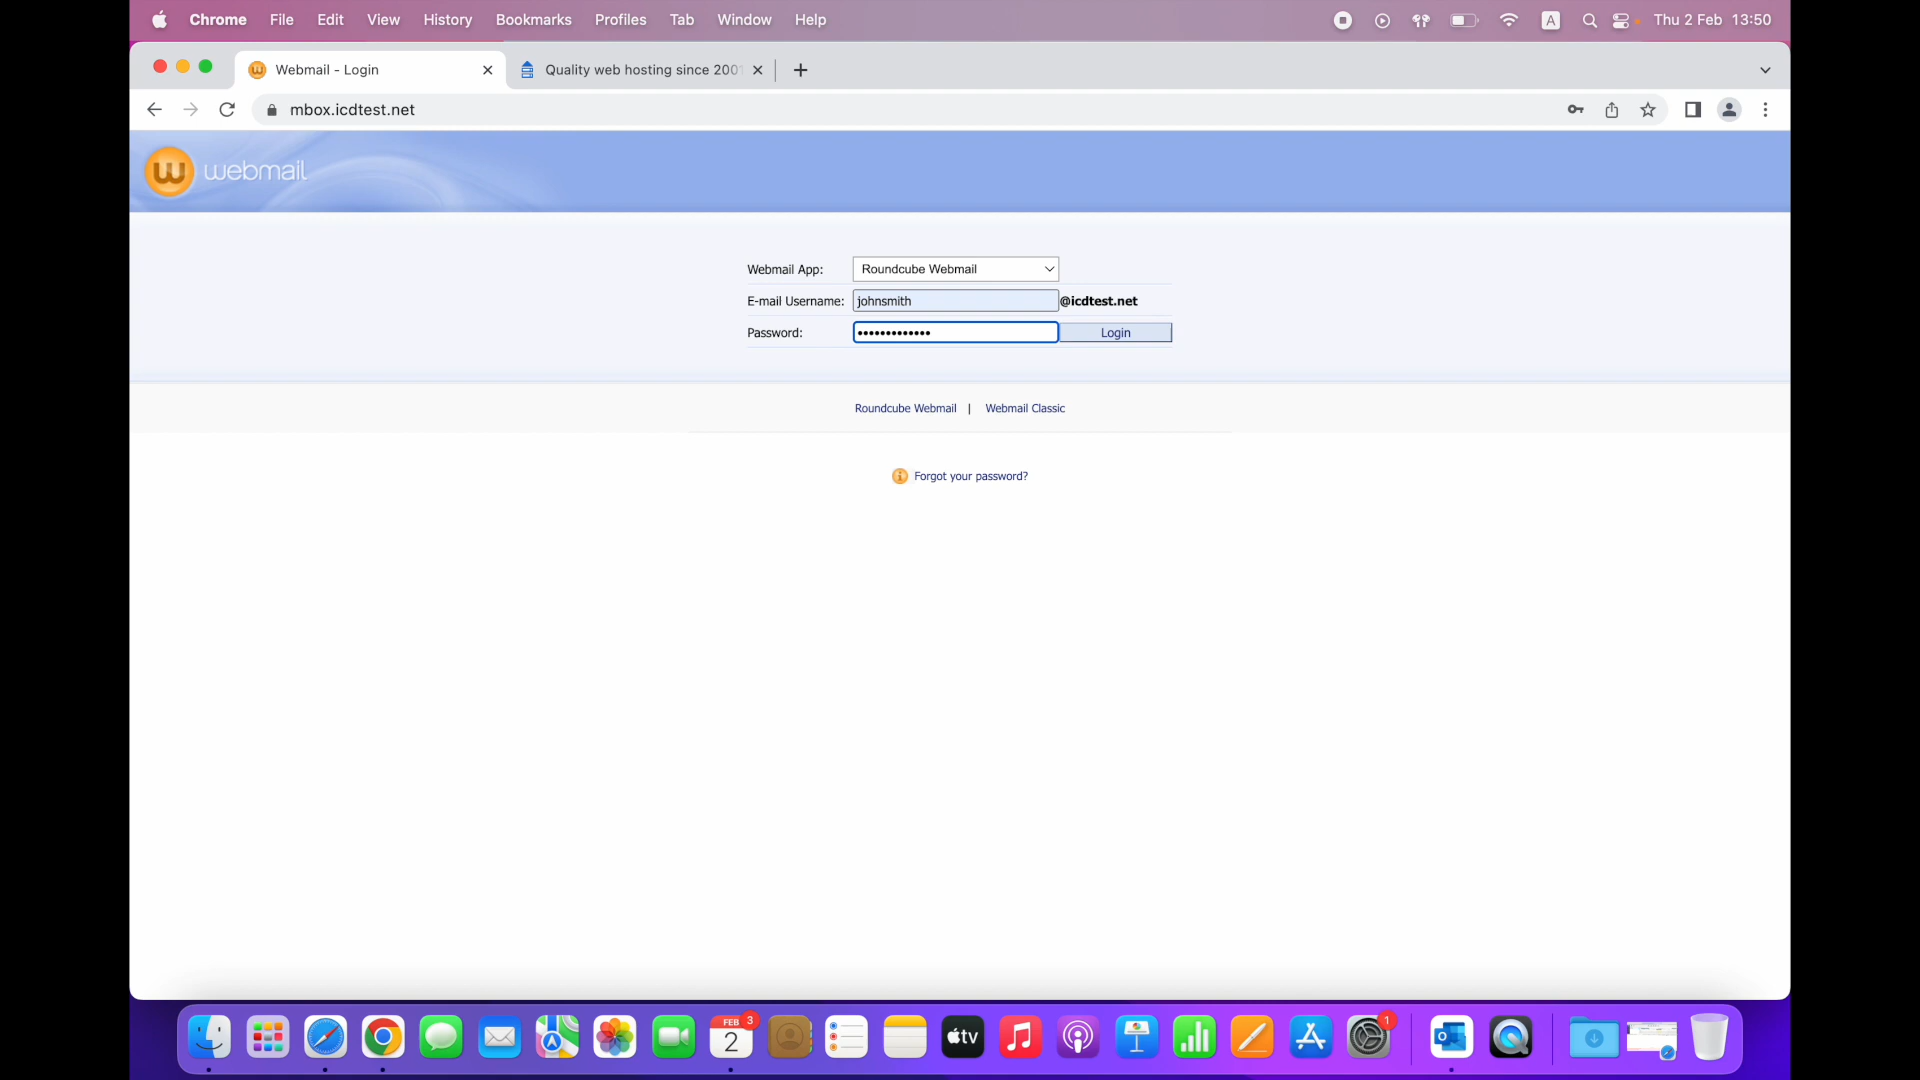 Chrome File Edit View History Bookmarks Profiles Tab Window Help A Thu 2 Feb 13:50
Webmail - Login Quality web hosting since 2001
mbox.icdtest.net
w webmail
Webmail App: Roundcube Webmail
E-mail Username: johnsmith @icdtest.net
Password: ••••••••••••• Login
Roundcube Webmail | Webmail Classic
Forgot your password?
FEB 3
2
tv
1